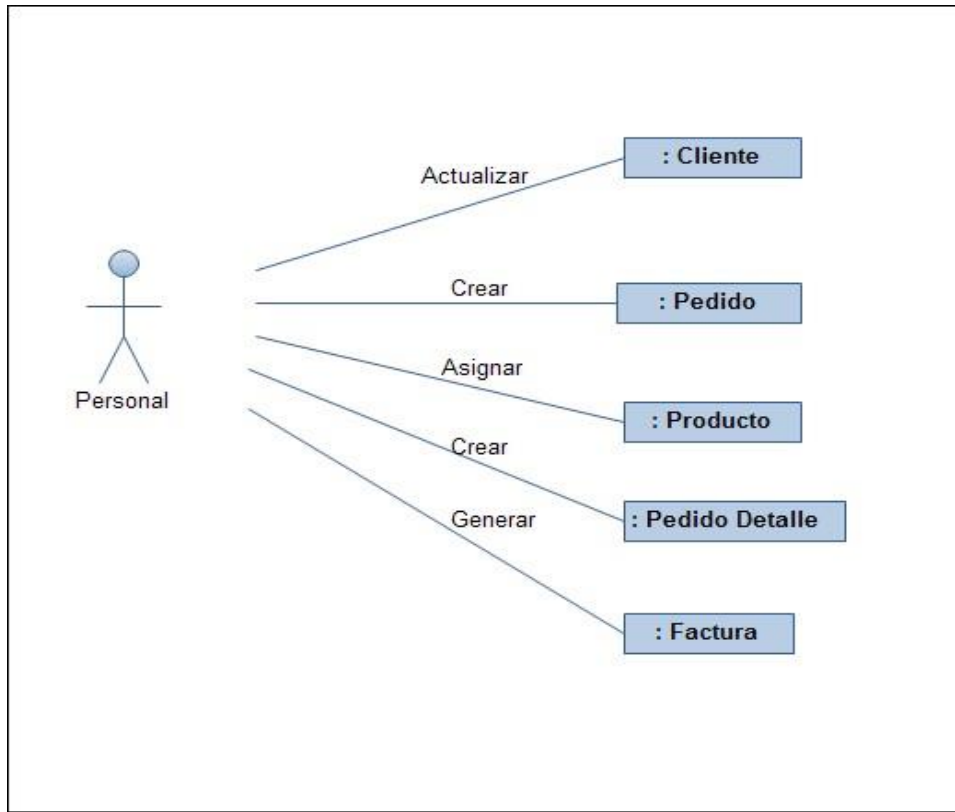 Actualizar
: Cliente
Crear
: Pedido
Asignar
: Producto
Personal
Crear
: Pedido Detalle
Generar
: Factura